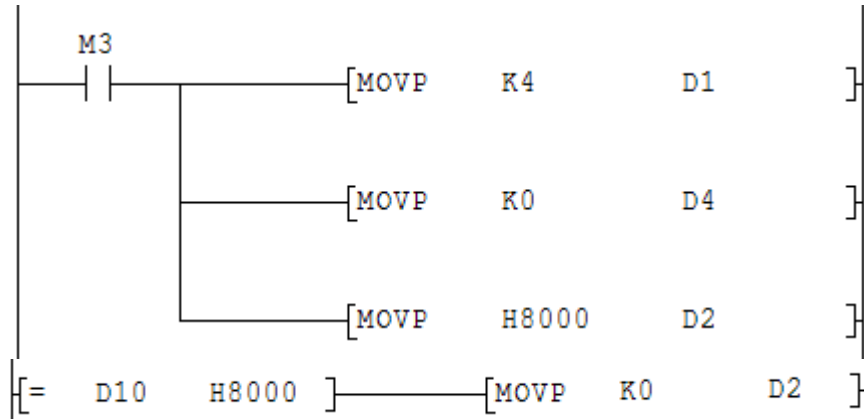 M3
[MOVP K4 D1 ]
[MOVP K0 D4 ]
[MOVP H8000 D2 ]
[= D10 H8000 ] [MOVP K0 D2 ]